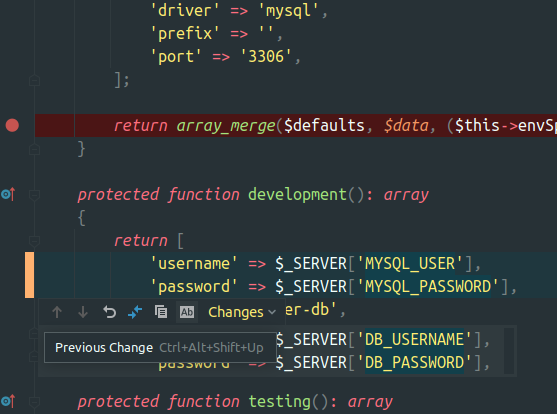 'driver' => 'mysql',
'prefix' => '',
'port' => '3306',
];
return array_merge($defaults, $data, ($this->envSp
}
protected function development(): array
{
return [
'username' => $_SERVER['MYSQL_USER'],
'password' => $_SERVER['MYSQL_PASSWORD'],
Ab Changes er-db',
$_SERVER['DB_USERNAME'],
Previous Change Ctrl+Alt+Shift+Up
'password' => $_SERVER['DB_PASSWORD'],
protected function testing(): array